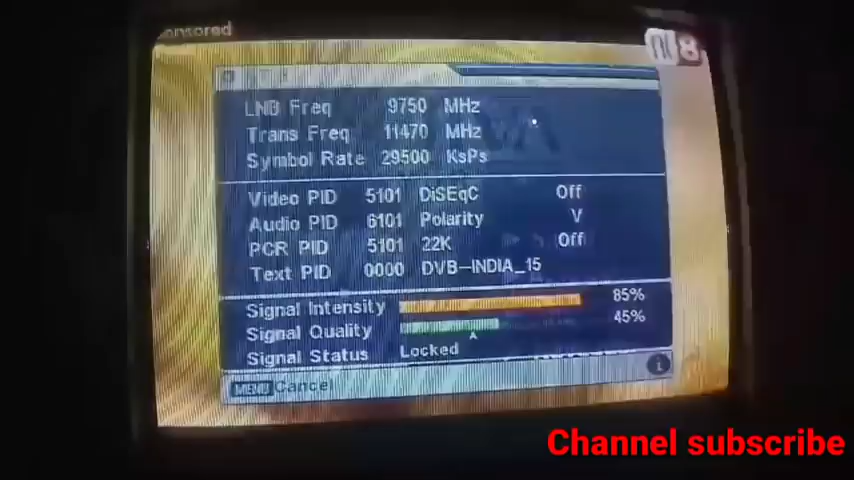 LNB Freq 9750 MHz
Trans Freq 11470 MHz
Symbol Rate 29500 KsPs
Video PID 5101 DiSEqC Off
Audio PID 6101 Polarity V
PCR PID 5101 22K Off
Text PID 0000 DVB-INDIA_15
Signal Intensity 85%
Signal Quality 45%
Signal Status Locked
MENU Cancel
Channel subscribe